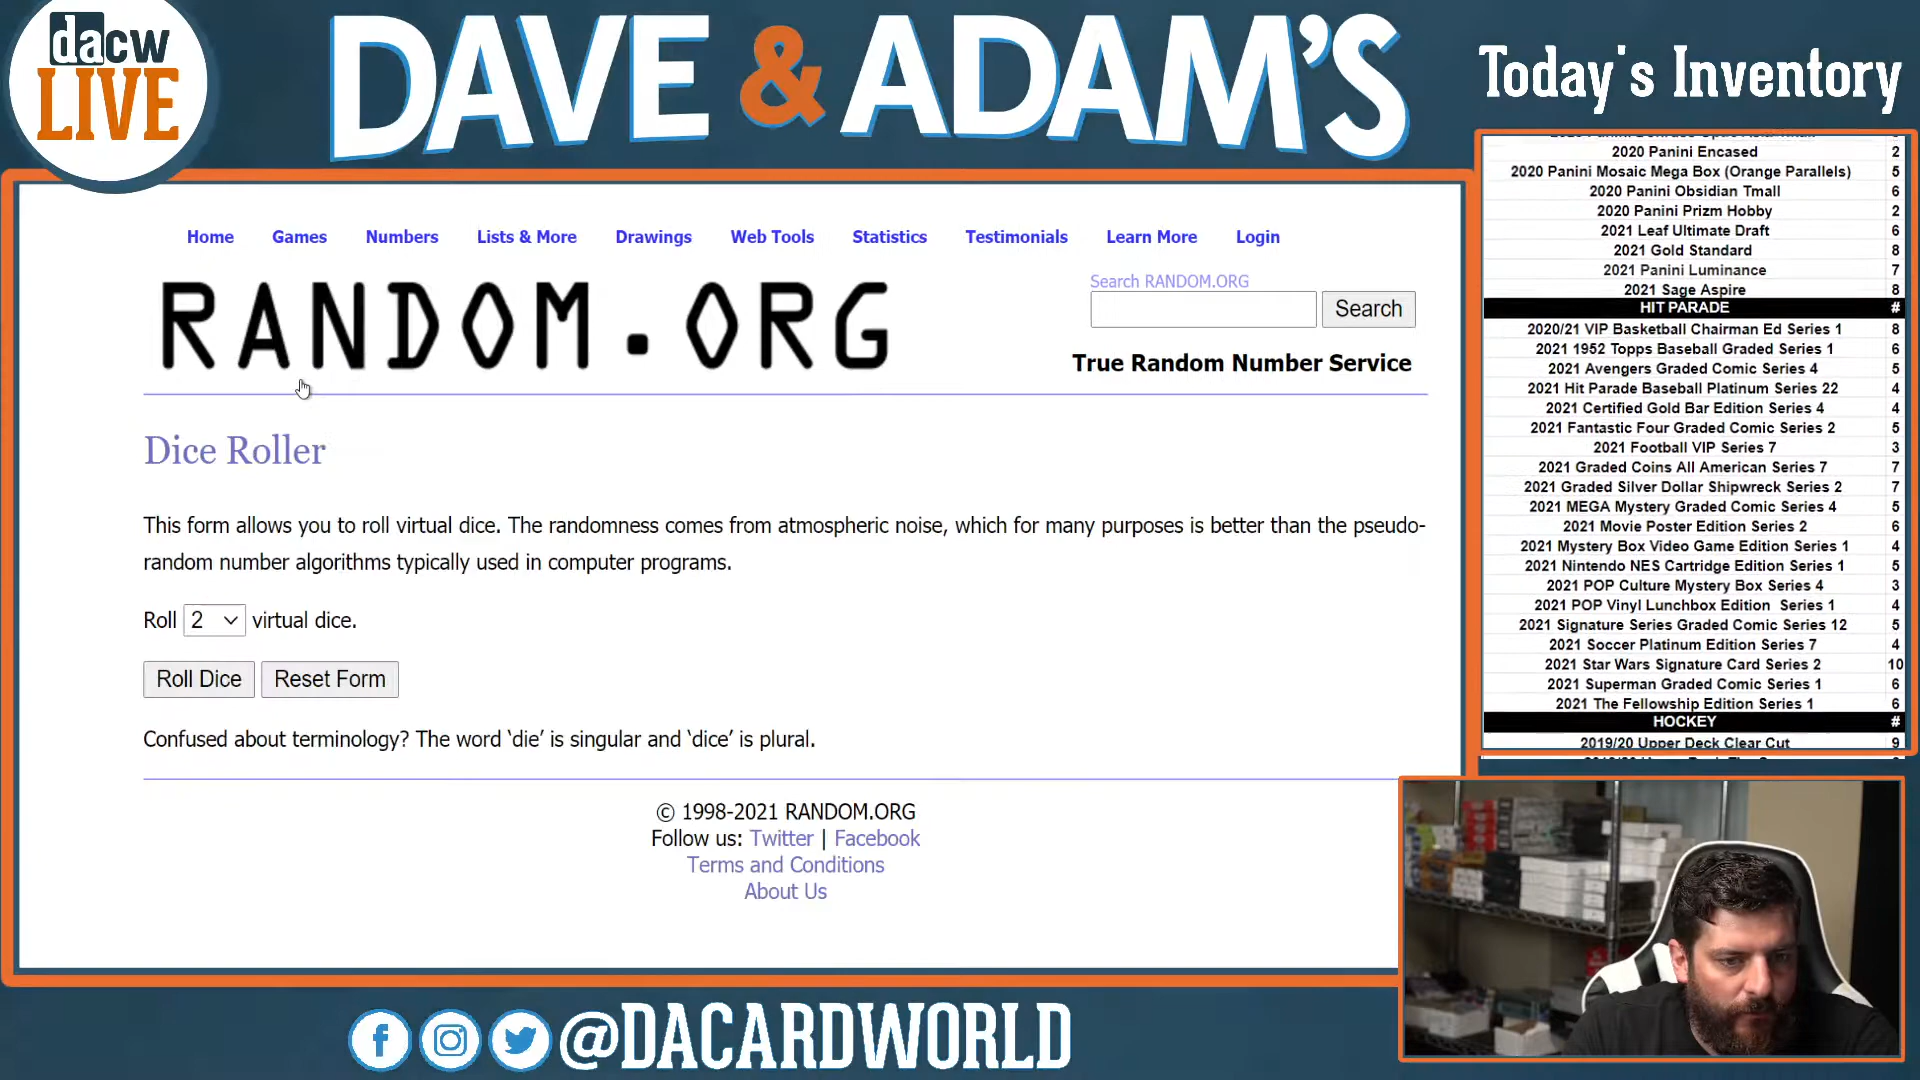 dacw
LIVE
DAVE & ADAM'S
Today's Inventory
Home Games Numbers Lists & More Drawings Web Tools Statistics Testimonials Learn More Login
RANDOM.ORG
Search RANDOM.ORG
Search
True Random Number Service
Dice Roller
This form allows you to roll virtual dice. The randomness comes from atmospheric noise, which for many purposes is better than the pseudo-
random number algorithms typically used in computer programs.
Roll 2 virtual dice.
Roll Dice Reset Form
Confused about terminology? The word ‘die’ is singular and ‘dice’ is plural.
© 1998-2021 RANDOM.ORG
Follow us: Twitter | Facebook
Terms and Conditions
About Us
2020 Panini Encased 2
2020 Panini Mosaic Mega Box (Orange Parallels) 5
2020 Panini Obsidian Tmall 6
2020 Panini Prizm Hobby 2
2021 Leaf Ultimate Draft 6
2021 Gold Standard 8
2021 Panini Luminance 7
2021 Sage Aspire 8
HIT PARADE #
2020/21 VIP Basketball Chairman Ed Series 1 8
2021 1952 Topps Baseball Graded Series 1 6
2021 Avengers Graded Comic Series 4 5
2021 Hit Parade Baseball Platinum Series 22 4
2021 Certified Gold Bar Edition Series 4 4
2021 Fantastic Four Graded Comic Series 2 5
2021 Football VIP Series 7 3
2021 Graded Coins All American Series 7 7
2021 Graded Silver Dollar Shipwreck Series 2 7
2021 MEGA Mystery Graded Comic Series 4 5
2021 Movie Poster Edition Series 2 6
2021 Mystery Box Video Game Edition Series 1 4
2021 Nintendo NES Cartridge Edition Series 1 5
2021 POP Culture Mystery Box Series 4 3
2021 POP Vinyl Lunchbox Edition Series 1 4
2021 Signature Series Graded Comic Series 12 5
2021 Soccer Platinum Edition Series 7 4
2021 Star Wars Signature Card Series 2 10
2021 Superman Graded Comic Series 1 6
2021 The Fellowship Edition Series 1 6
HOCKEY #
2019/20 Upper Deck Clear Cut 9
@DACARDWORLD